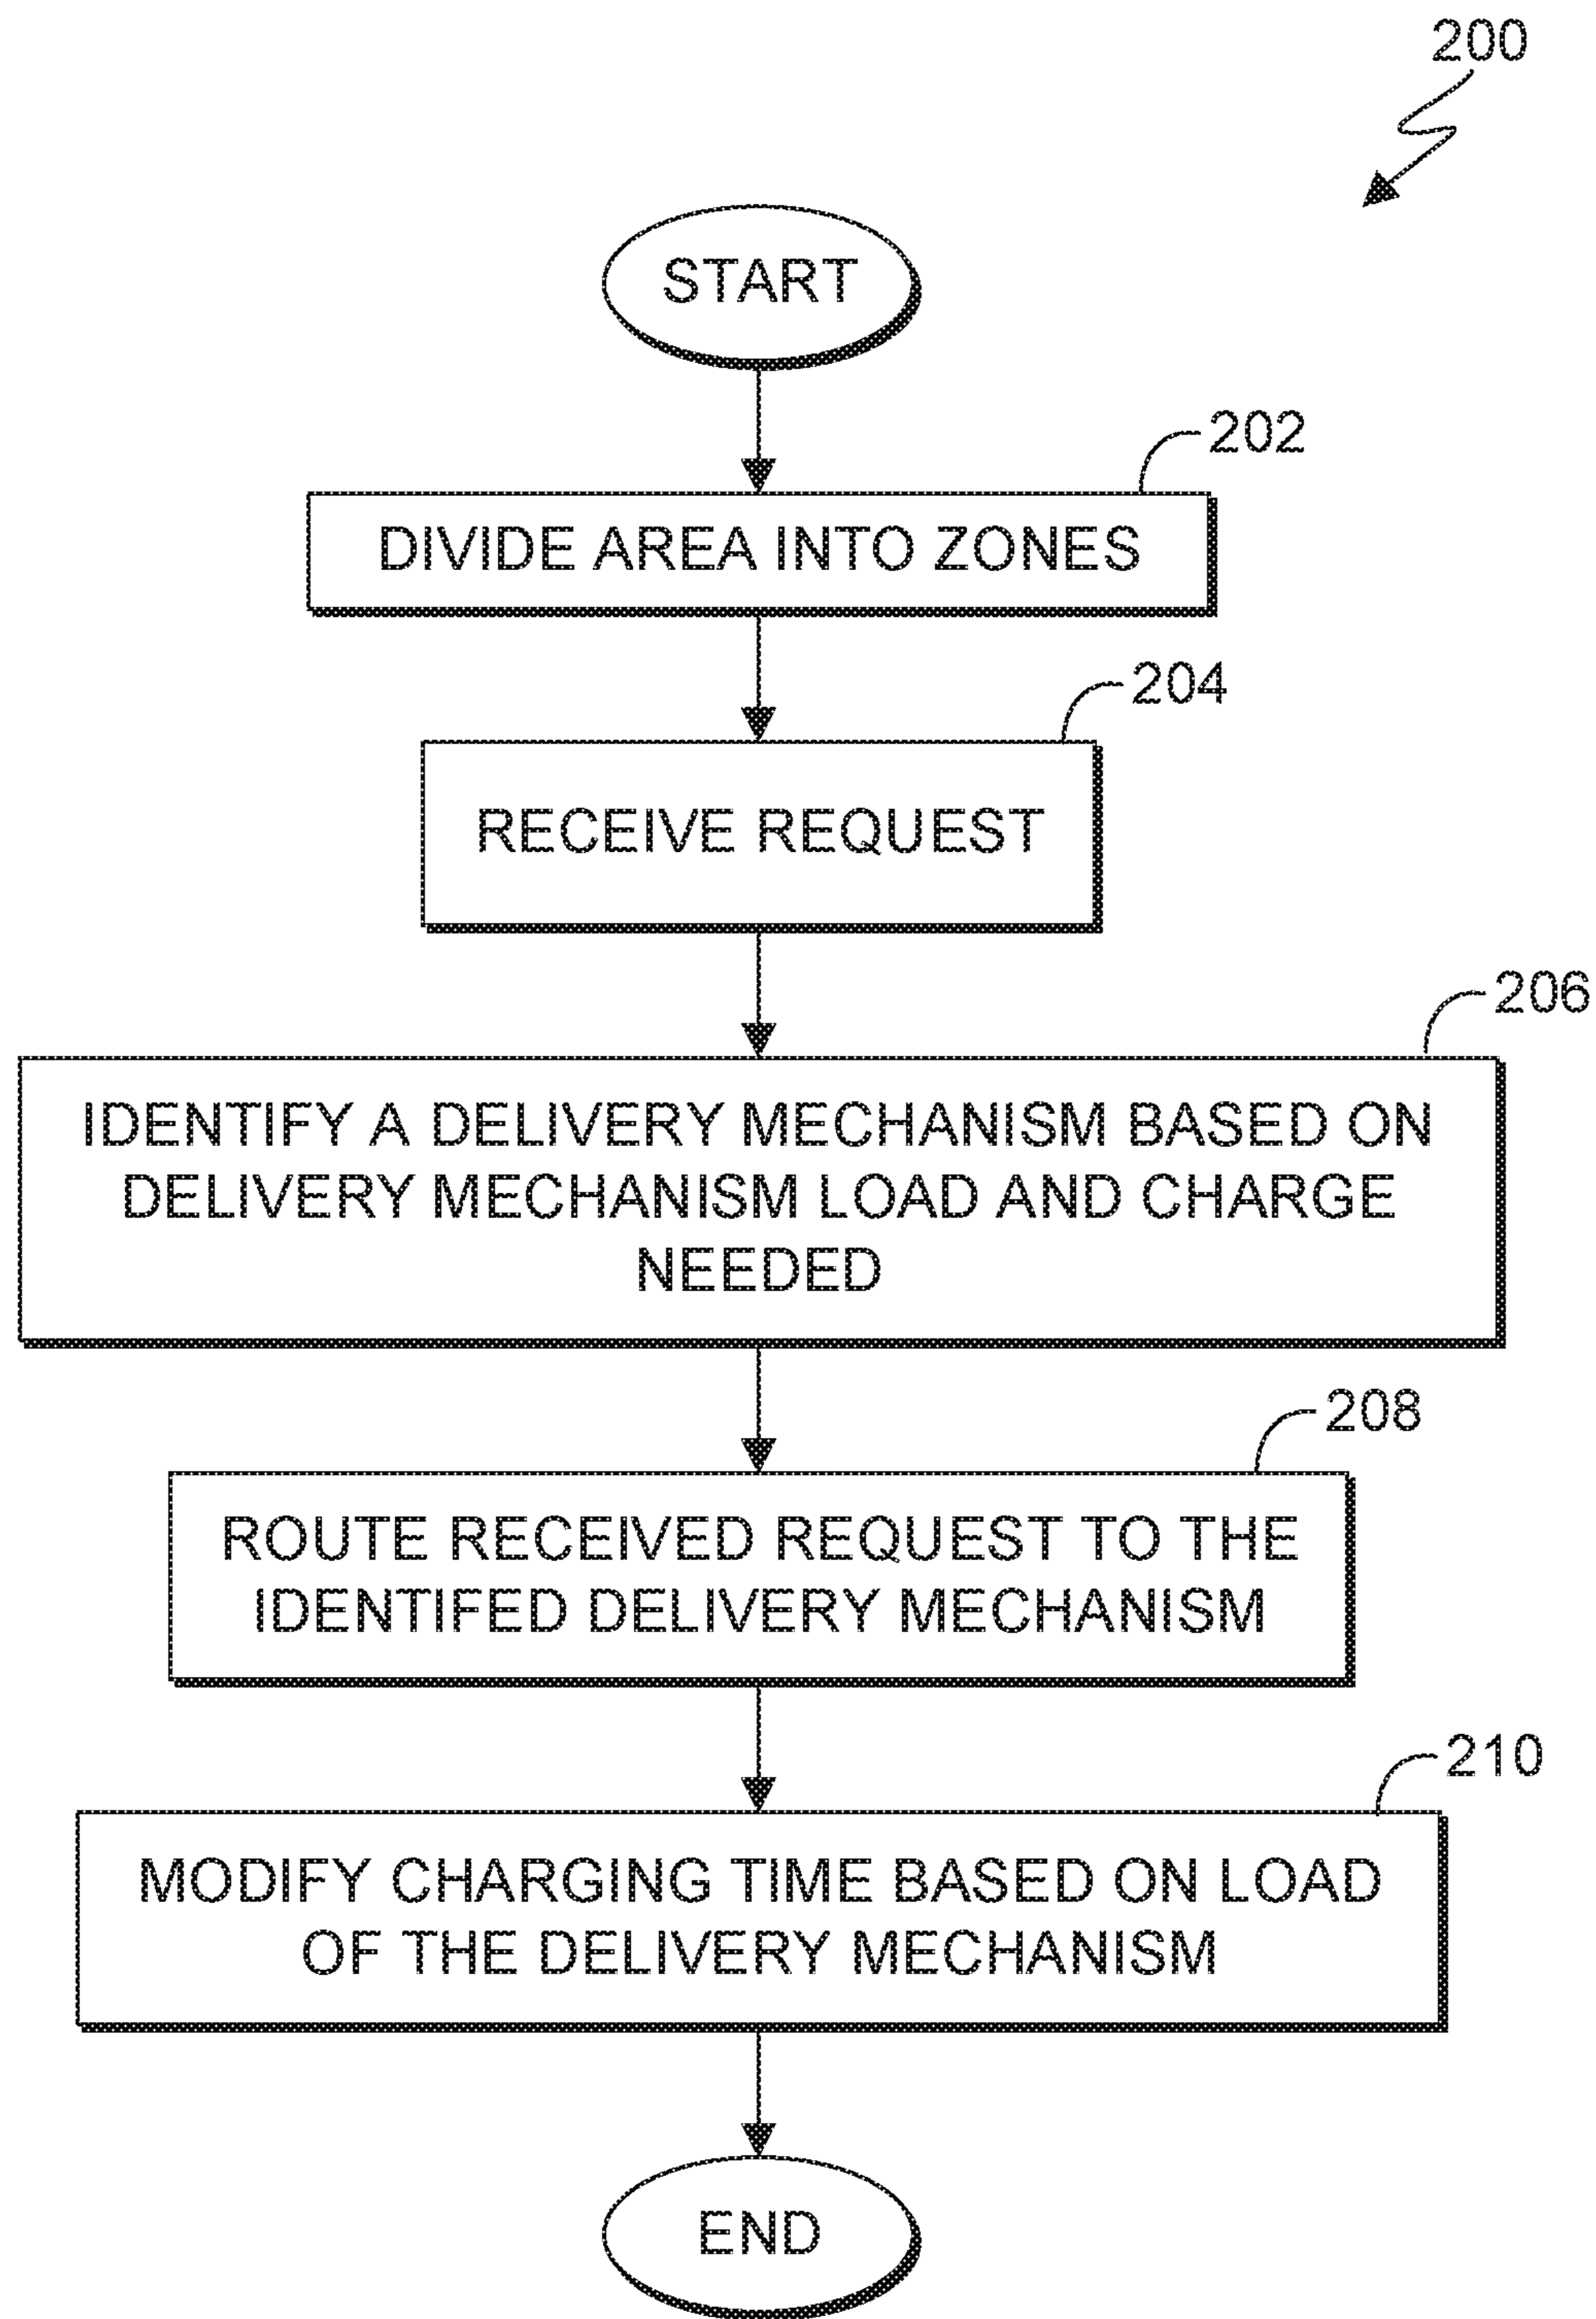 200
START
202
DIVIDE AREA INTO ZONES
204
RECEIVE REQUEST
206
IDENTIFY A DELIVERY MECHANISM BASED ON
DELIVERY MECHANISM LOAD AND CHARGE
NEEDED
208
ROUTE RECEIVED REQUEST TO THE
IDENTIFED DELIVERY MECHANISM
210
MODIFY CHARGING TIME BASED ON LOAD
OF THE DELIVERY MECHANISM
END